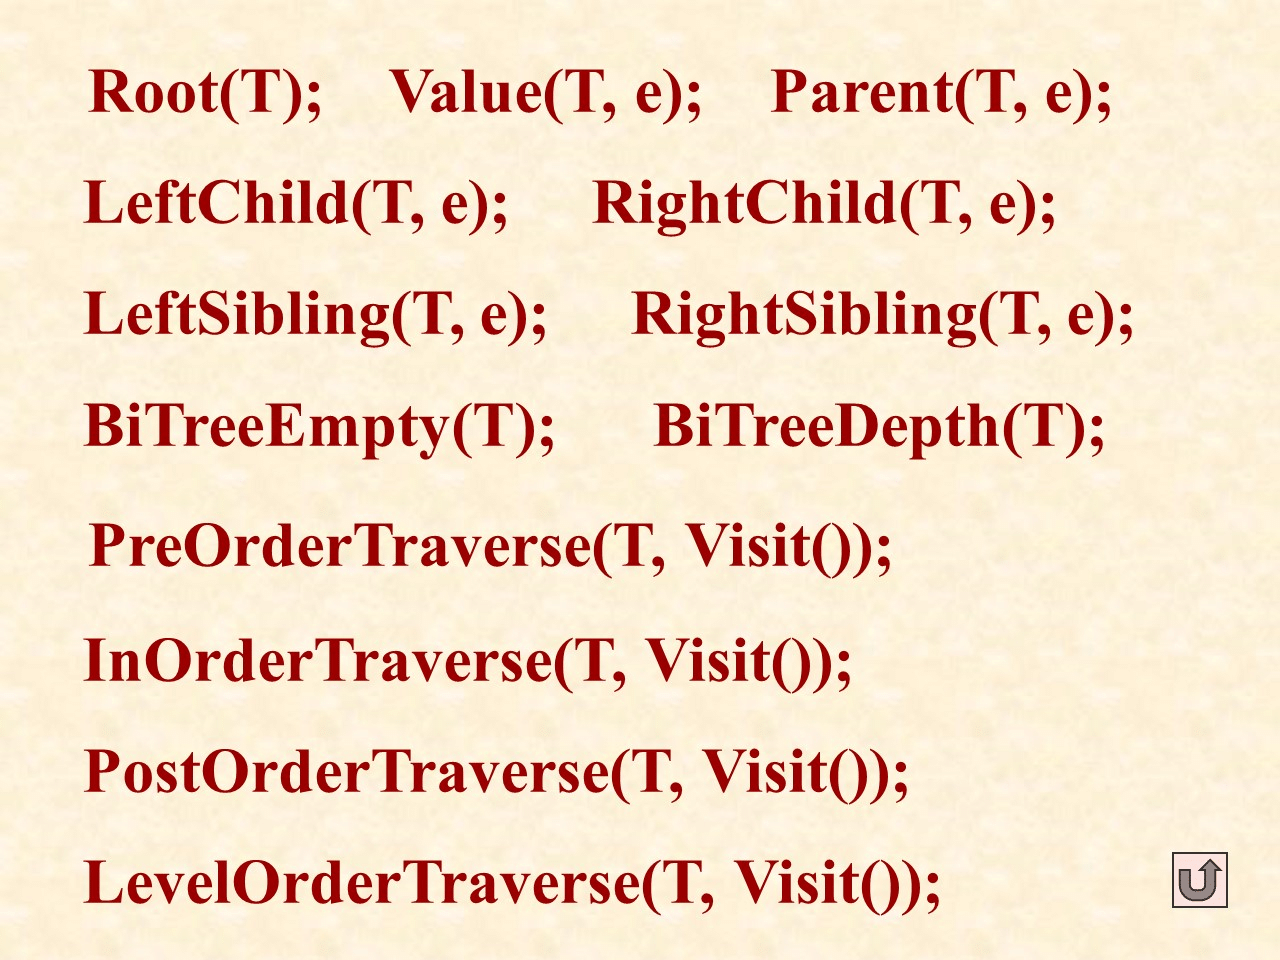 Root(T); Value(T, e); Parent(T, e);
LeftChild(T, e); RightChild(T, e);
LeftSibling(T, e); RightSibling(T, e);
BiTreeEmpty(T); BiTreeDepth(T);
PreOrderTraverse(T, Visit());
InOrderTraverse(T, Visit());
PostOrderTraverse(T, Visit());
LevelOrderTraverse(T, Visit());